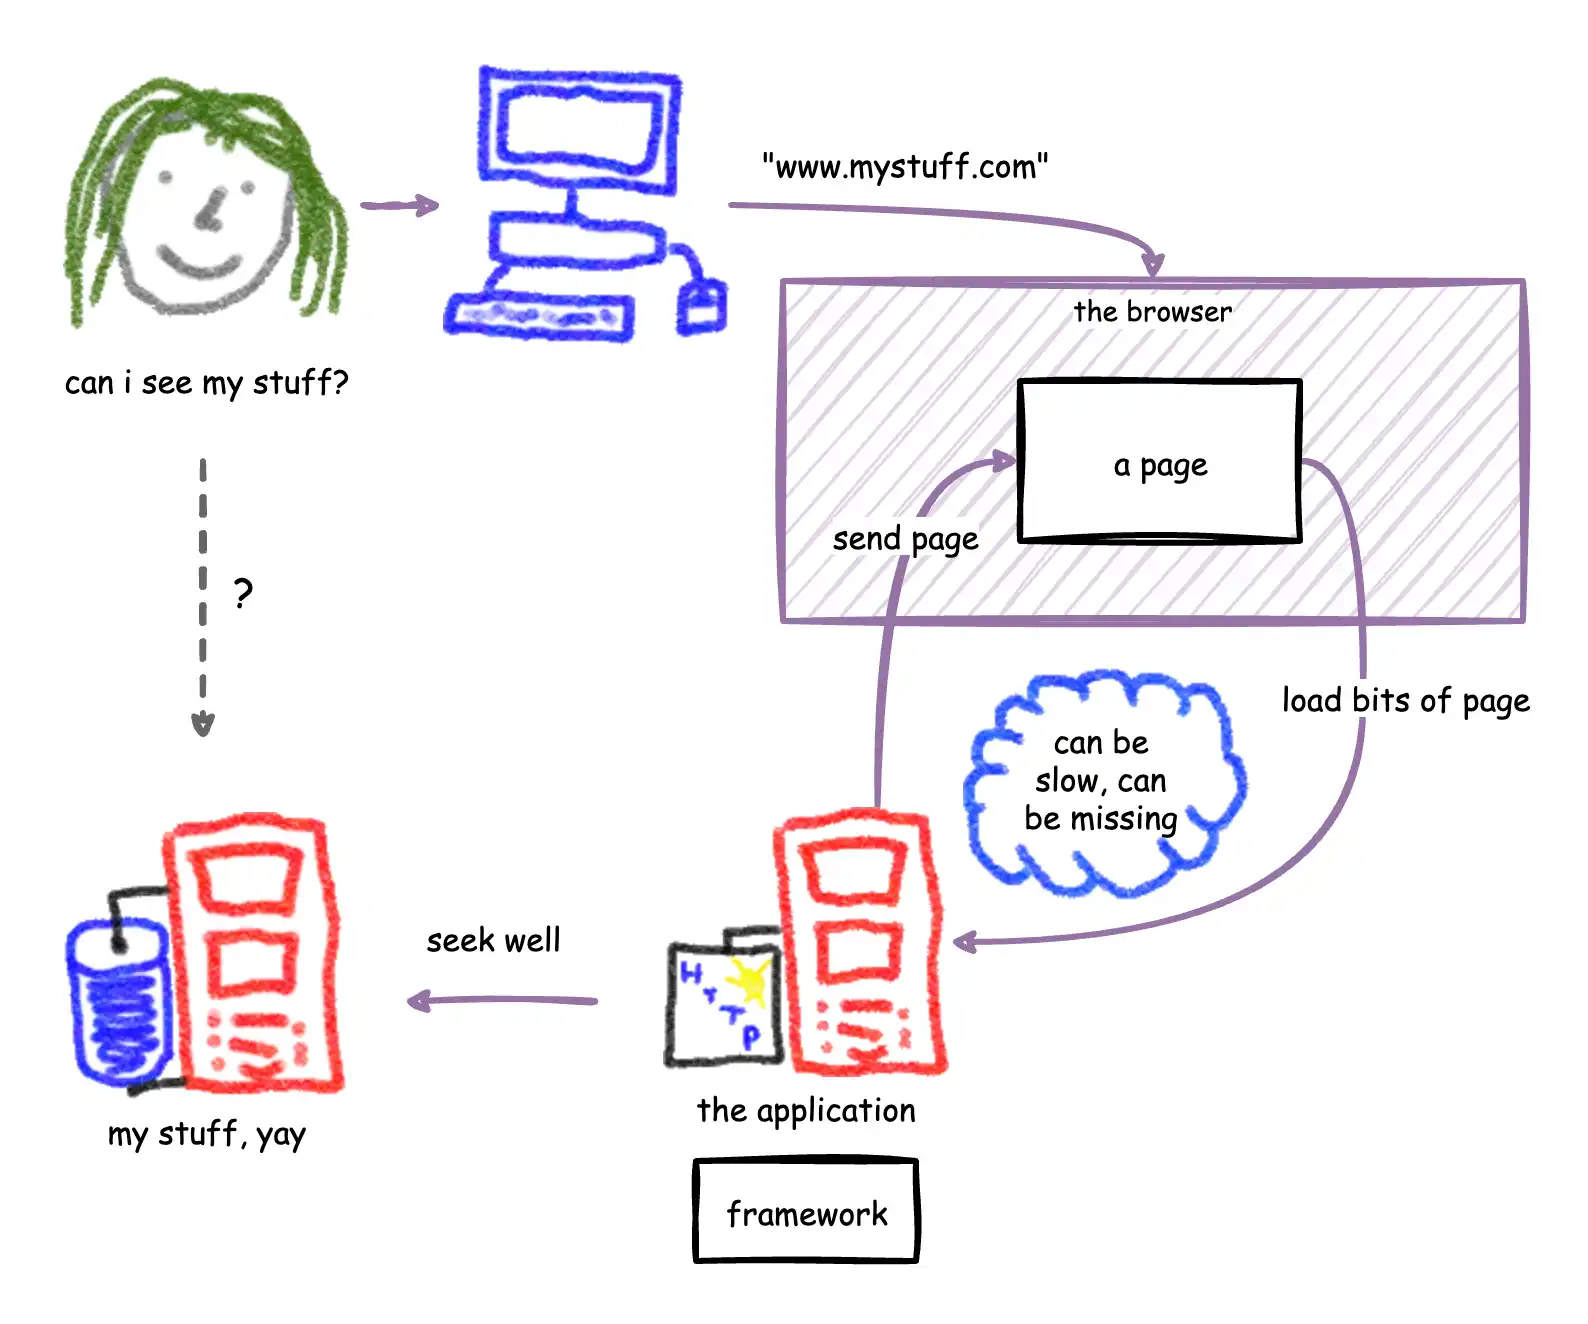 "www.mystuff.com"
the browser
can i see my stuff?
a page
send page
?
load bits of page
can be
slow, can
be missing
seek well
HTTP
the application
my stuff, yay
framework